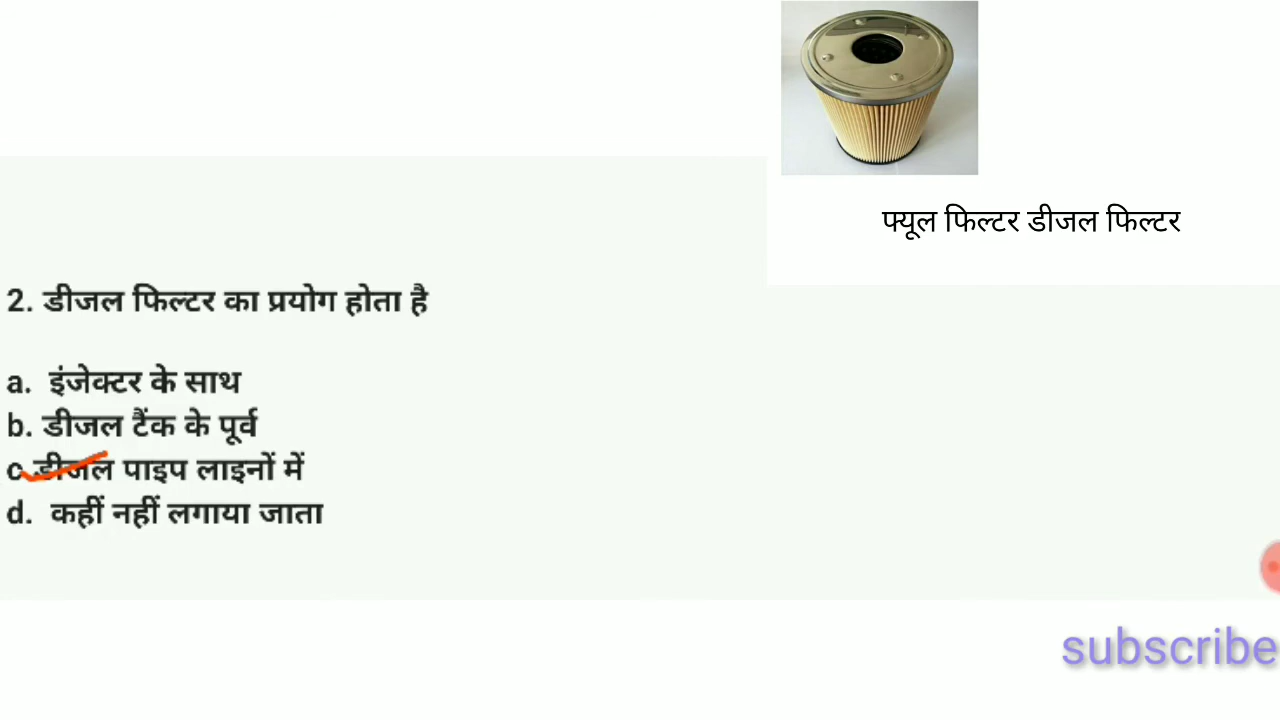 फ्यूल फिल्टर डीजल फिल्टर
2. डीजल फिल्टर का प्रयोग होता है
a. इंजेक्टर के साथ
b. डीजल टैंक के पूर्व
c डीजल पाइप लाइनों में
d. कहीं नहीं लगाया जाता
subscribe